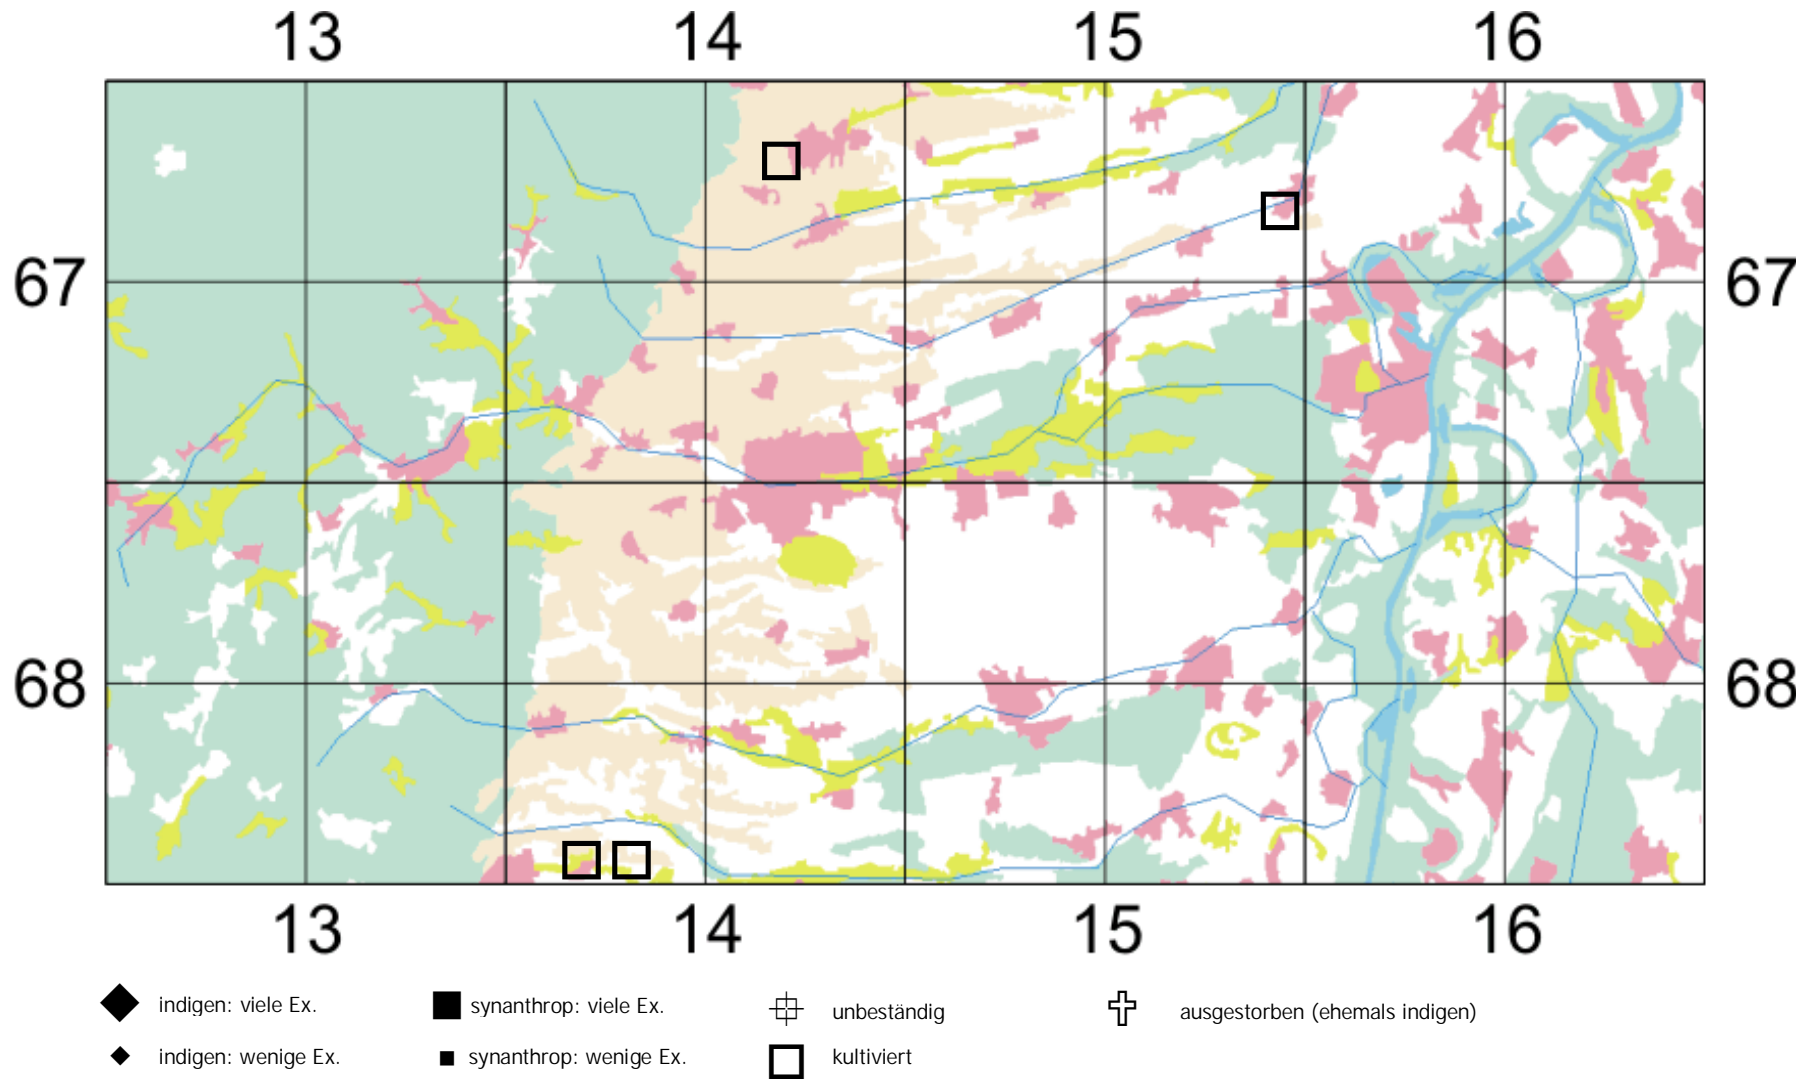 13 14 15 16
67 67
68 68
13 14 15 16
indigen: viele Ex. synanthrop: viele Ex. unbeständig ausgestorben (ehemals indigen)
indigen: wenige Ex. synanthrop: wenige Ex. kultiviert